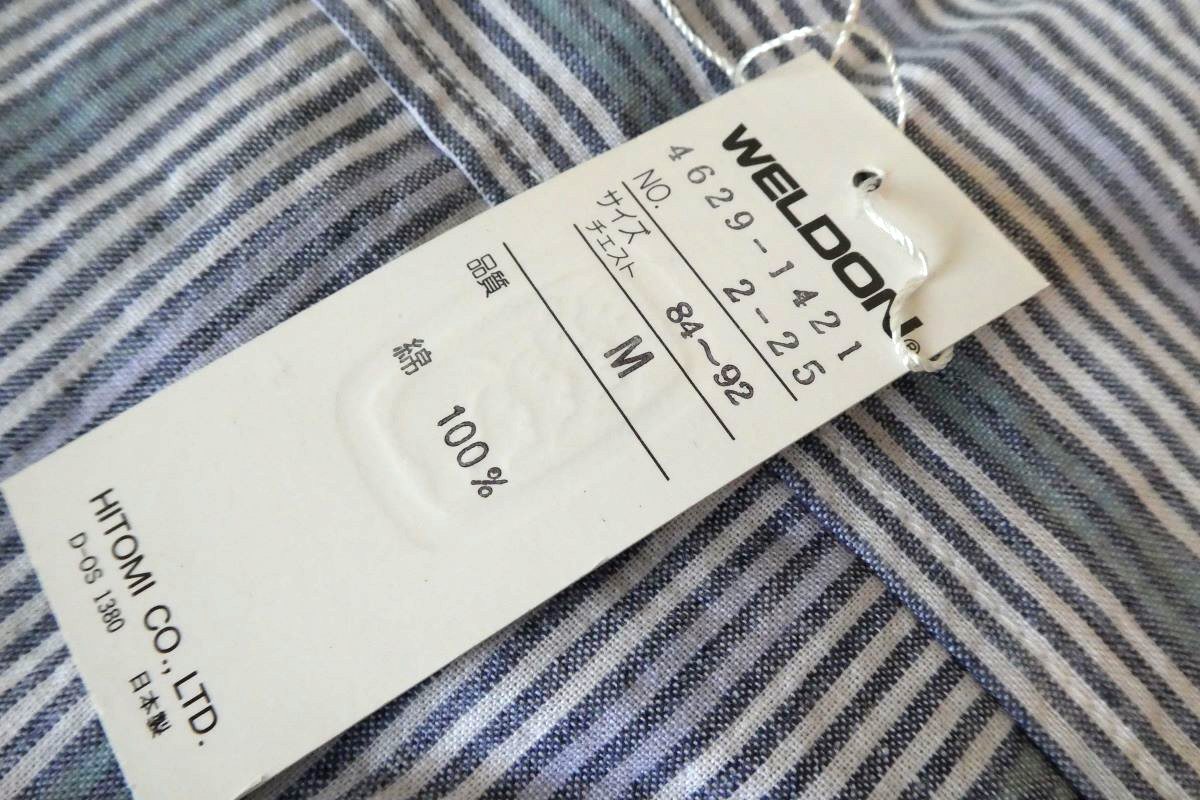 WELDON®
4629-1421
NO. 2-25
サイズ
チェスト 84~92
M
品質
綿 100%
HITOMI CO., LTD.
D-OS 1380 日本製